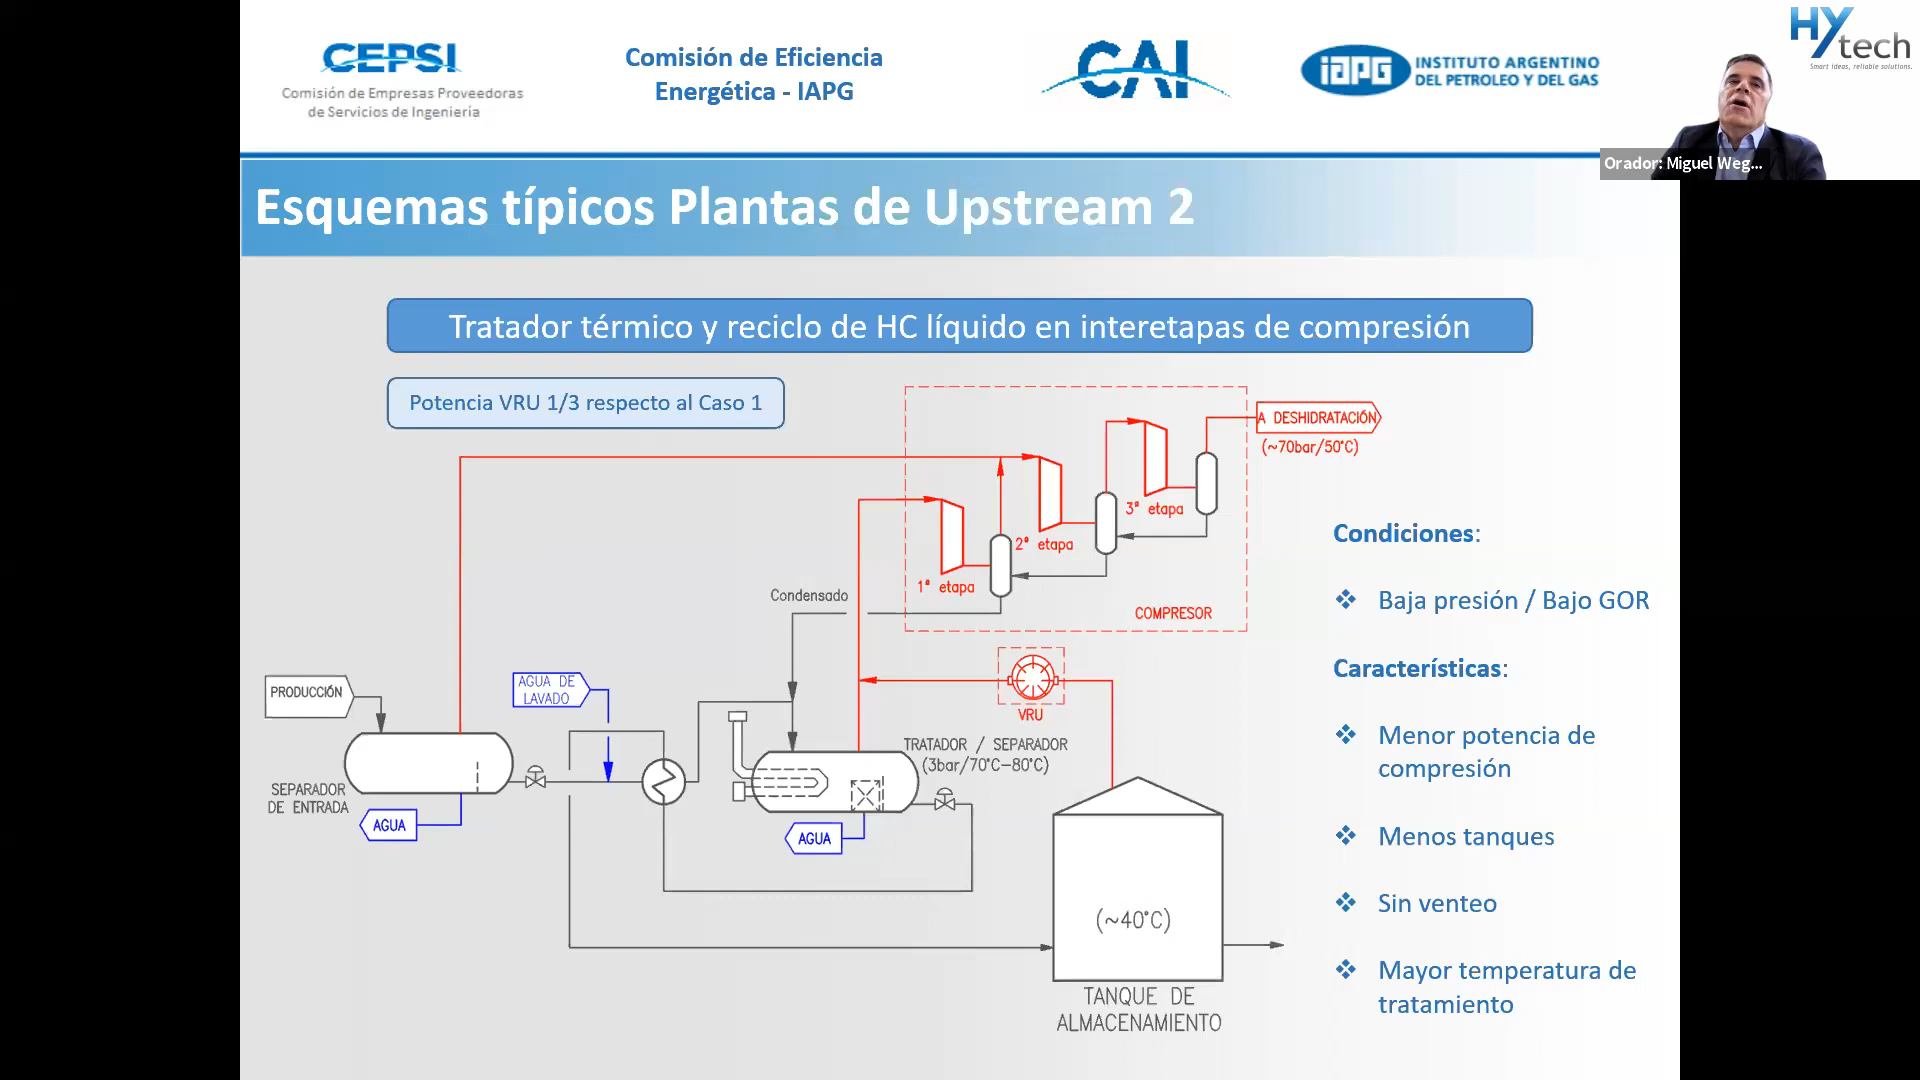 CEPSI
Comisión de Empresas Proveedoras
de Servicios de Ingeniería
Comisión de Eficiencia
Energética - IAPG
CAI
iapg
INSTITUTO ARGENTINO
DEL PETROLEO Y DEL GAS
HYtech
Smart ideas, reliable solutions.
Orador: Miguel Weg...
Esquemas típicos Plantas de Upstream 2
Tratador térmico y reciclo de HC líquido en interetapas de compresión
Potencia VRU 1/3 respecto al Caso 1
A DESHIDRATACIÓN
(~70bar/50°C)
3ª etapa
2ª etapa
1ª etapa
COMPRESOR
Condensado
VRU
PRODUCCIÓN
AGUA DE
LAVADO
TRATADOR / SEPARADOR
(3bar/70°C-80°C)
SEPARADOR
DE ENTRADA
AGUA
AGUA
(~40°C)
TANQUE DE
ALMACENAMIENTO
Condiciones:
❖ Baja presión / Bajo GOR
Características:
❖ Menor potencia de
compresión
❖ Menos tanques
❖ Sin venteo
❖ Mayor temperatura de
tratamiento